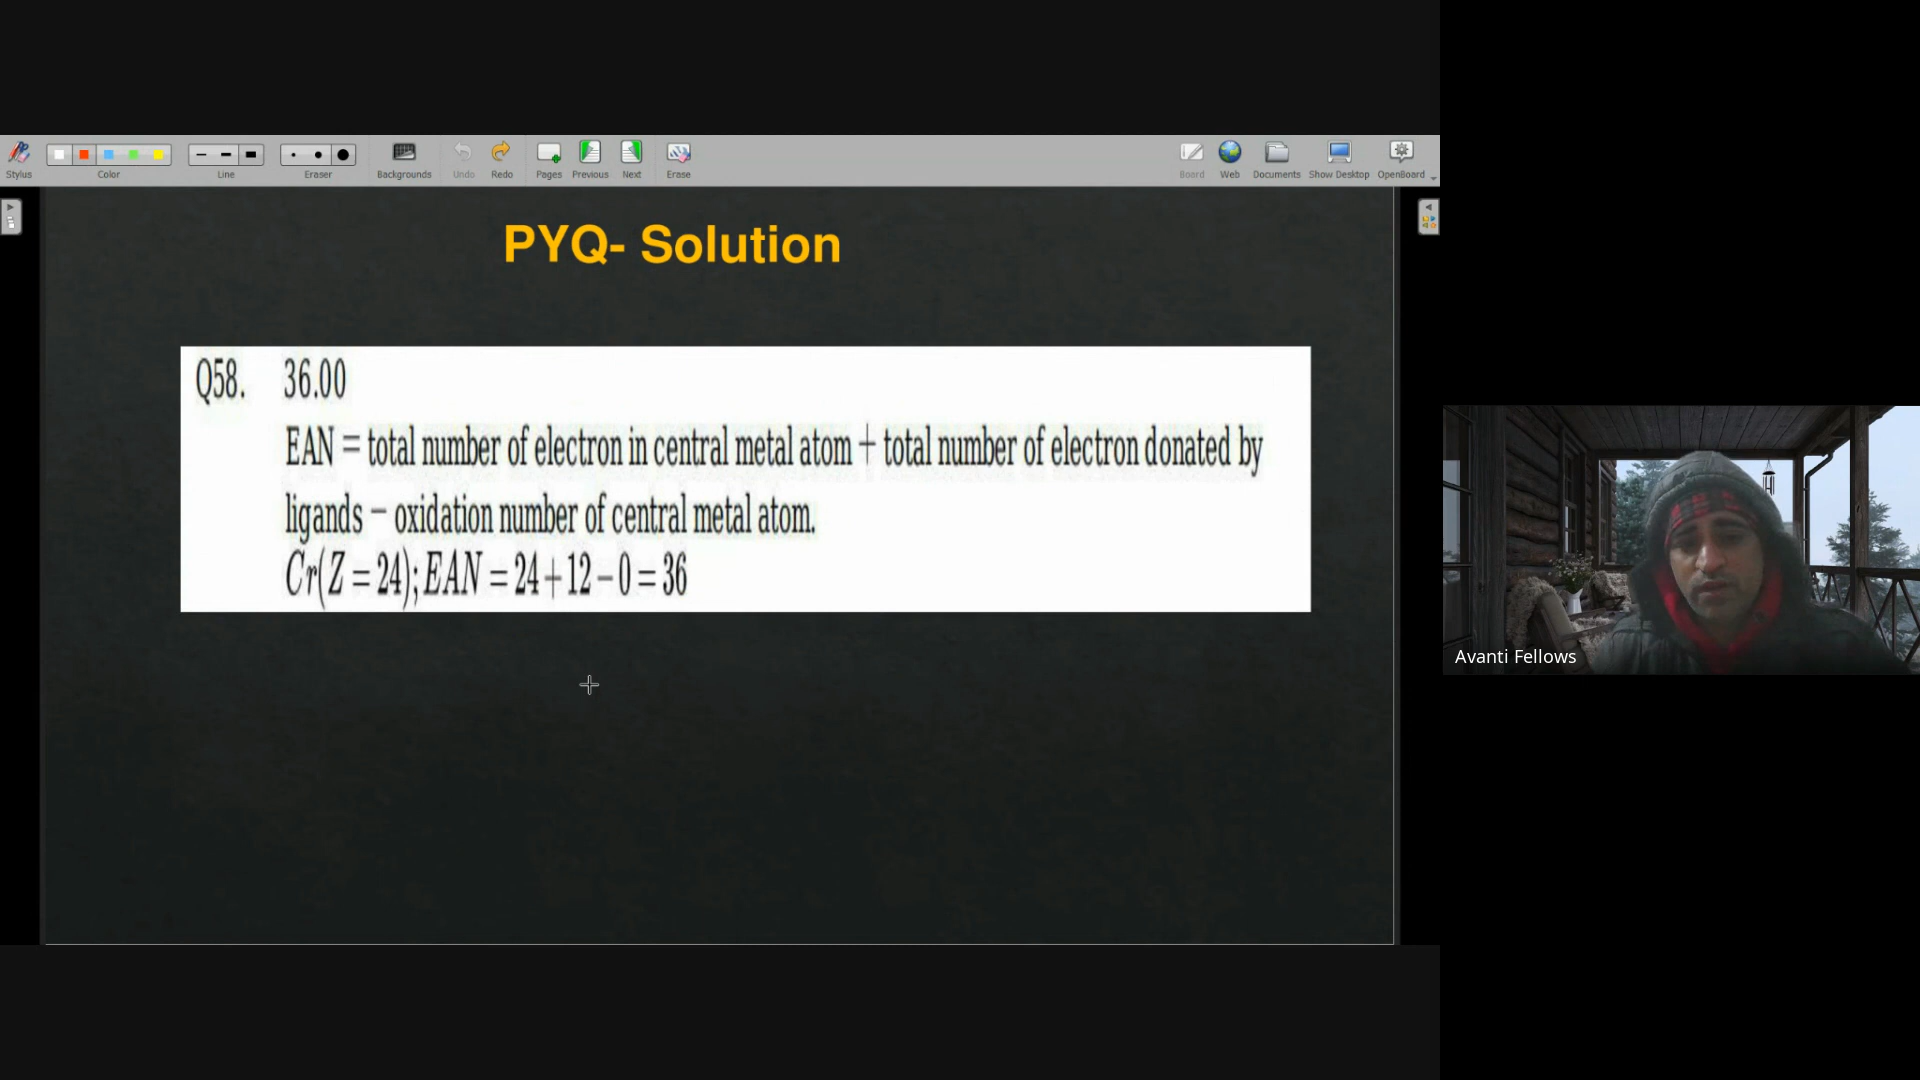 Stylus
Color
Line
Eraser
Backgrounds
Undo
Redo
Pages
Previous
Next
Erase
Board
Web
Documents
Show Desktop
OpenBoard
PYQ- Solution
Q58. 36.00
EAN = total number of electron in central metal atom + total number of electron donated by
ligands − oxidation number of central metal atom.
Cr(Z = 24); EAN = 24+12−0=36
Avanti Fellows